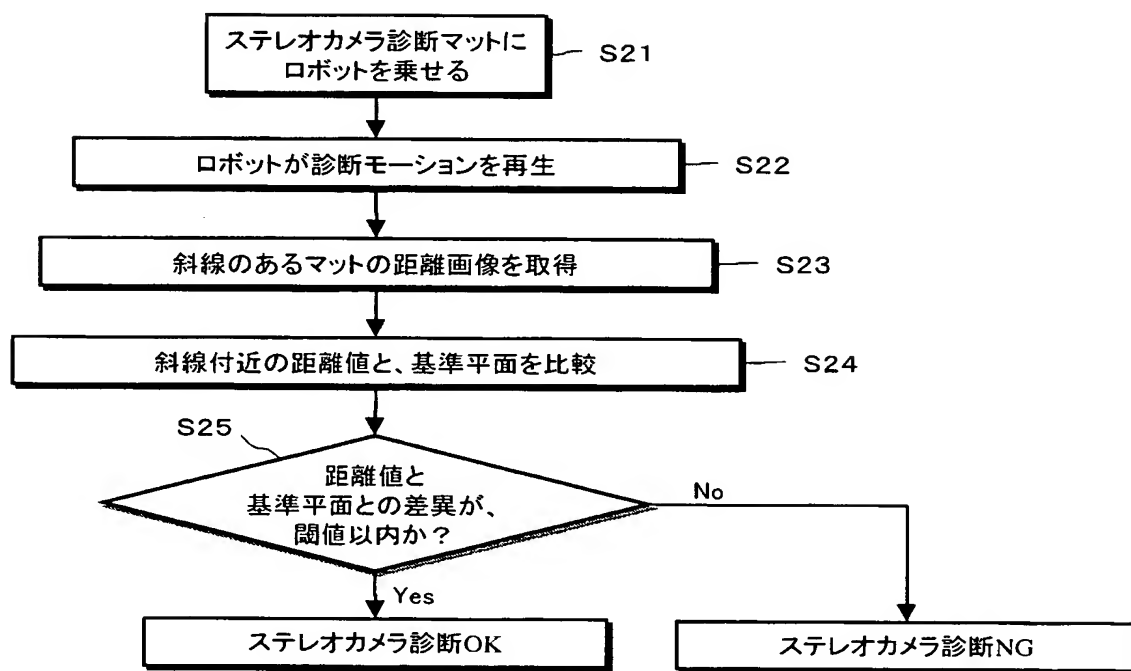 ステレオカメラ診断マットに
ロボットを乗せる
S21
ロボットが診断モーションを再生
S22
斜線のあるマットの距離画像を取得
S23
斜線付近の距離値と、基準平面を比較
S24
S25
距離値と
基準平面との差異が、
閾値以内か？
No
Yes
ステレオカメラ診断OK
ステレオカメラ診断NG